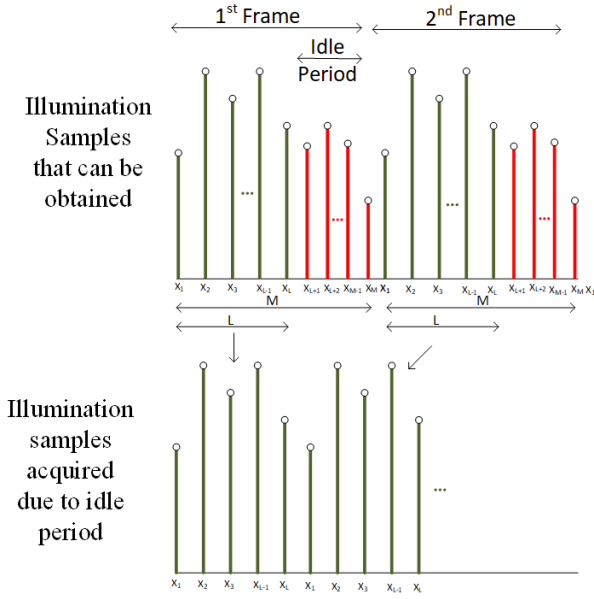 1st Frame
2nd Frame
Idle
Period
Illumination
Samples
that can be
obtained
...
...
...
...
X1 X2 X3 XL-1 XL XL+1 XL+2 XM-1 XM X1 X2 X3 XL-1 XL XL+1 XL+2 XM-1 XM X1
M M
L L
Illumination
samples
acquired
due to idle
period
...
X1 X2 X3 XL-1 XL X1 X2 X3 XL-1 XL